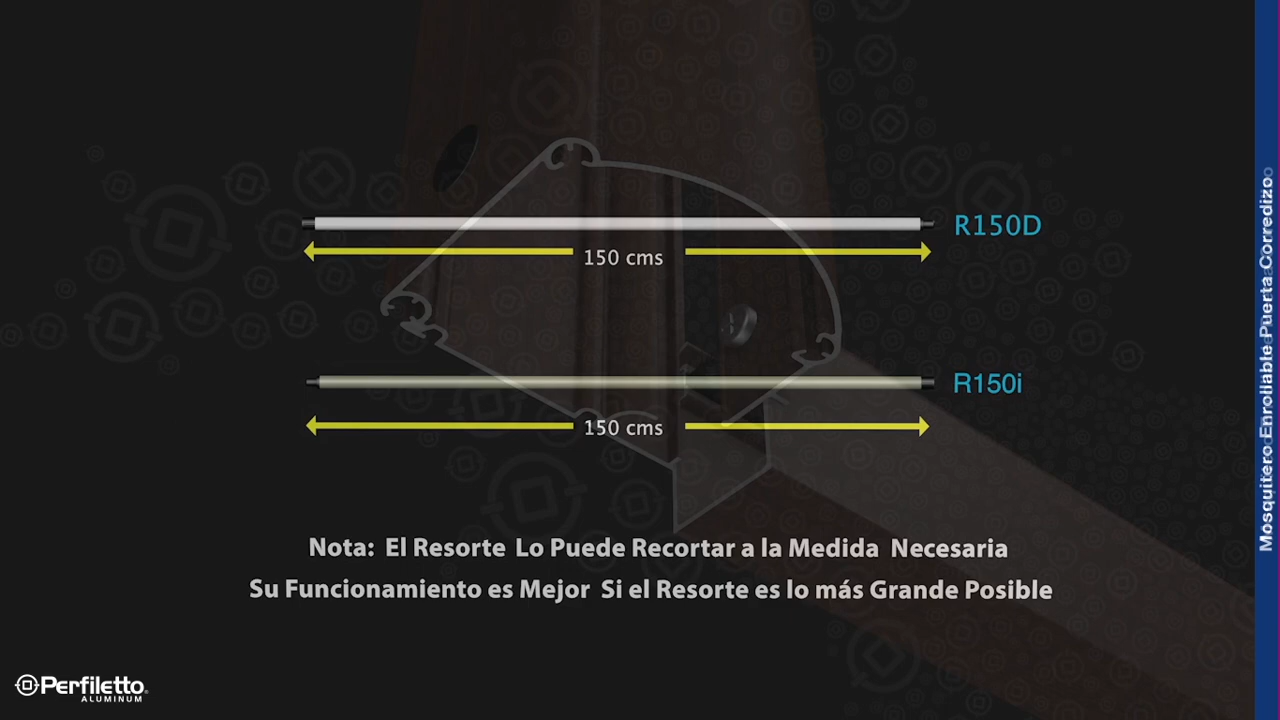 R150D
150 cms
R150i
150 cms
Nota: El Resorte Lo Puede Recortar a la Medida Necesaria
Su Funcionamiento es Mejor Si el Resorte es lo más Grande Posible
Perfiletto
ALUMINUM
Mosquitero Enrollable Puerta Corredizo